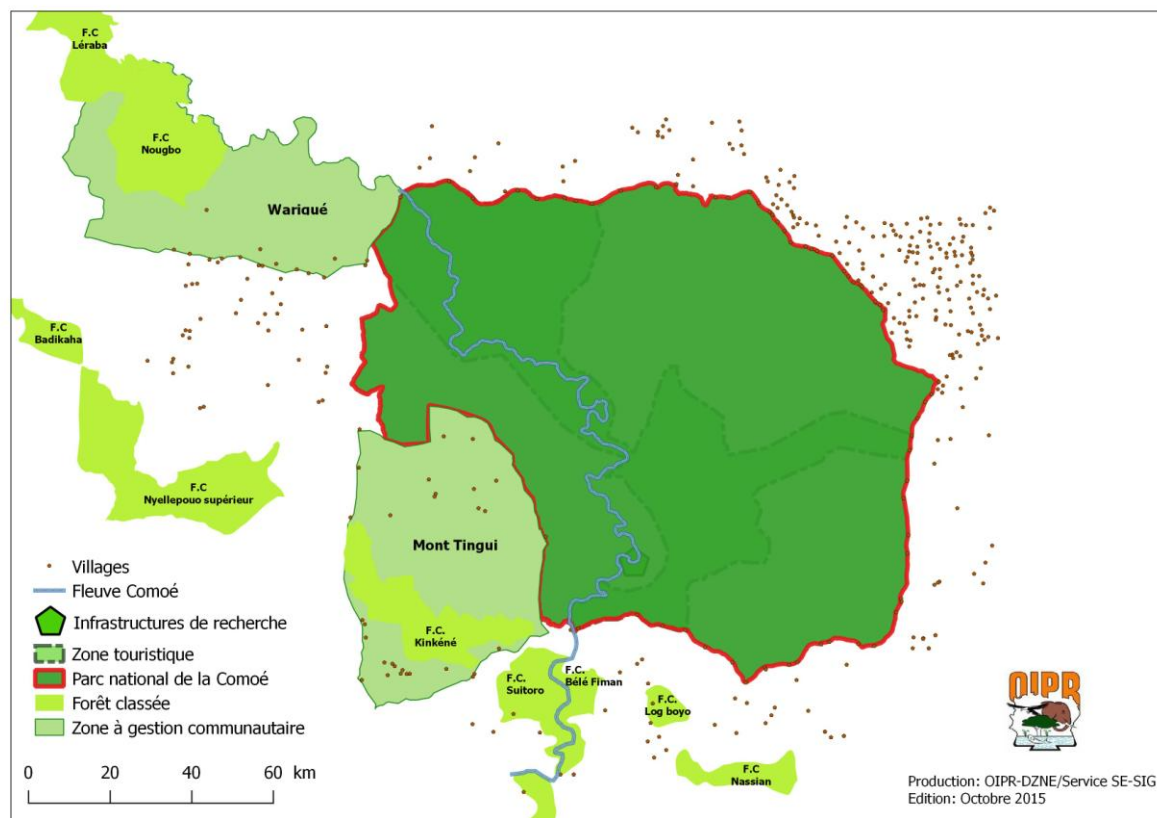 F.C
Léraba
F.C
Nougbo
Warigué
F.C
Badikaha
F.C
Nyellepouo supérieur
Mont Tingui
F.C.
Kinkéné
F.C.
Suitoro
F.C.
Bélé Fiman
F.C.
Log boyo
F.C
Nassian
Villages
Fleuve Comoé
Infrastructures de recherche
Zone touristique
Parc national de la Comoé
Forêt classée
Zone à gestion communautaire
0 20 40 60 km
OIPR
Production: OIPR-DZNE/Service SE-SIG
Edition: Octobre 2015